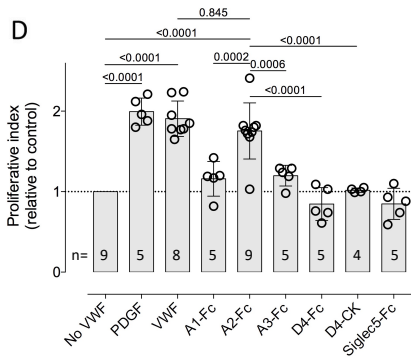 D
0.845
<0.0001
<0.0001
<0.0001
0.0002
0.0006
<0.0001
<0.0001
Proliferative index
(relative to control)
2
1
0
n= 9 5 8 5 9 5 5 4 5
No VWF PDGF VWF A1-Fc A2-Fc A3-Fc D4-Fc D4-CK Siglec5-Fc